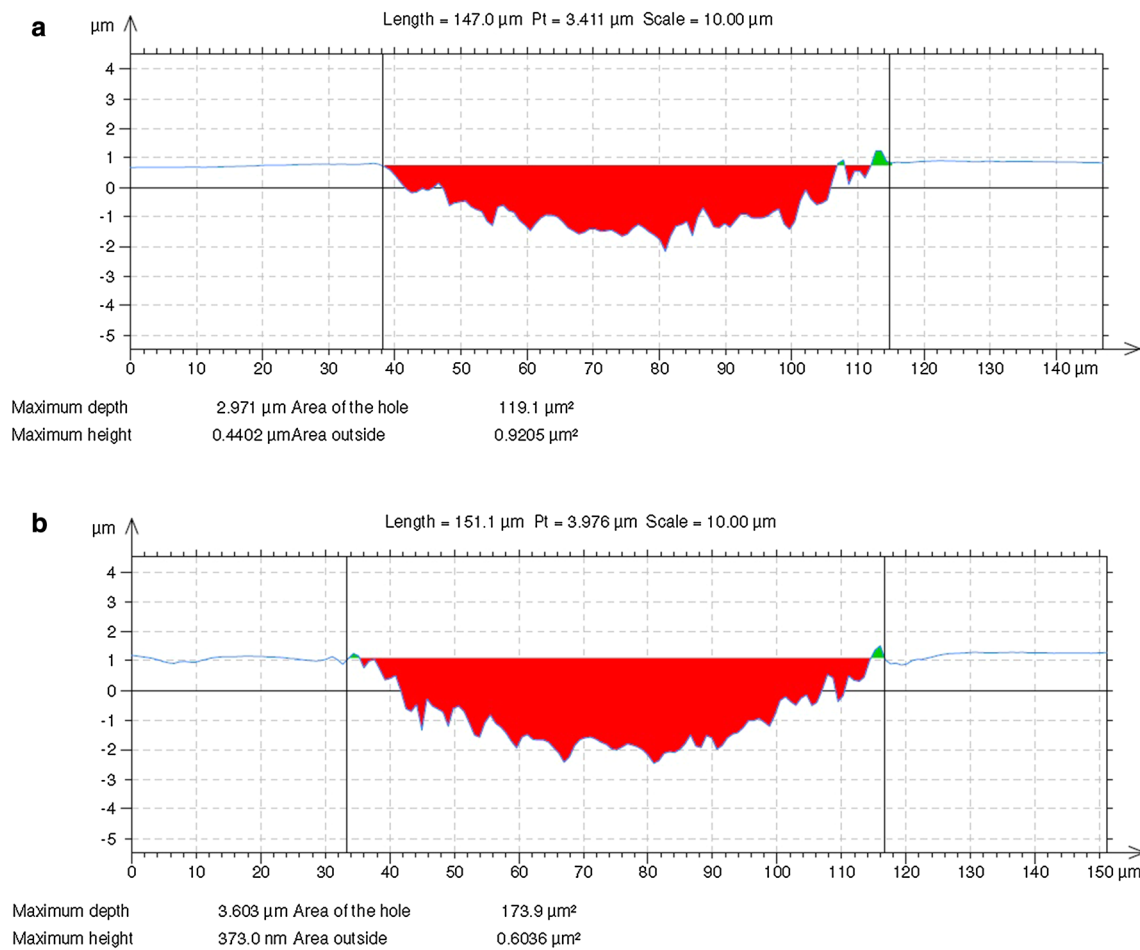 a
µm
Length = 147.0 µm Pt = 3.411 µm Scale = 10.00 µm
4
3
2
1
0
-1
-2
-3
-4
-5
0 10 20 30 40 50 60 70 80 90 100 110 120 130 140 µm
Maximum depth 2.971 µm Area of the hole 119.1 µm²
Maximum height 0.4402 µmArea outside 0.9205 µm²
b
µm
Length = 151.1 µm Pt = 3.976 µm Scale = 10.00 µm
4
3
2
1
0
-1
-2
-3
-4
-5
0 10 20 30 40 50 60 70 80 90 100 110 120 130 140 150 µm
Maximum depth 3.603 µm Area of the hole 173.9 µm²
Maximum height 373.0 nm Area outside 0.6036 µm²